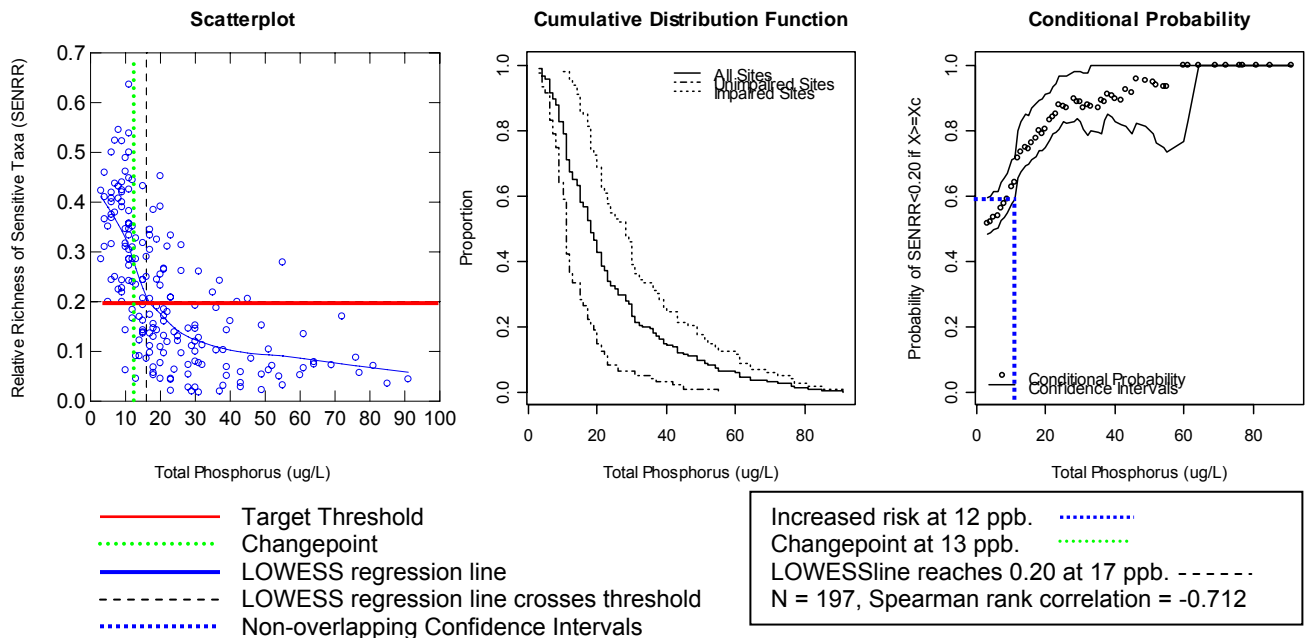 Scatterplot
Relative Richness of Sensitive Taxa (SENRR)
0.7
0.6
0.5
0.4
0.3
0.2
0.1
0.0
0 10 20 30 40 50 60 70 80 90 100
Total Phosphorus (ug/L)
Cumulative Distribution Function
Proportion
1.0
0.8
0.6
0.4
0.2
0.0
All Sites
Unimpaired Sites
Impaired Sites
0 20 40 60 80
Total Phosphorus (ug/L)
Conditional Probability
Probability of SENRR<0.20 if X>=Xc
1.0
0.8
0.6
0.4
0.2
0.0
Conditional Probability
Confidence Intervals
0 20 40 60 80
Total Phosphorus (ug/L)
Target Threshold
Changepoint
LOWESS regression line
LOWESS regression line crosses threshold
Non-overlapping Confidence Intervals
Increased risk at 12 ppb.
Changepoint at 13 ppb.
LOWESSline reaches 0.20 at 17 ppb.
N = 197, Spearman rank correlation = -0.712